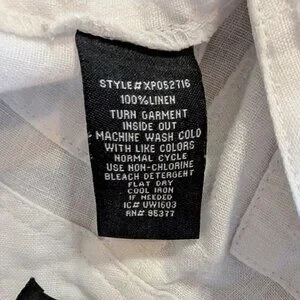 STYLE#XP052716
100%LINEN
TURN GARMENT
INSIDE OUT
MACHINE WASH COLD
WITH LIKE COLORS
NORMAL CYCLE
USE NON-CHLORINE
BLEACH DETERGENT
FLAT DRY
COOL IRON
IF NEEDED
IC# UW1603
RN# 85377